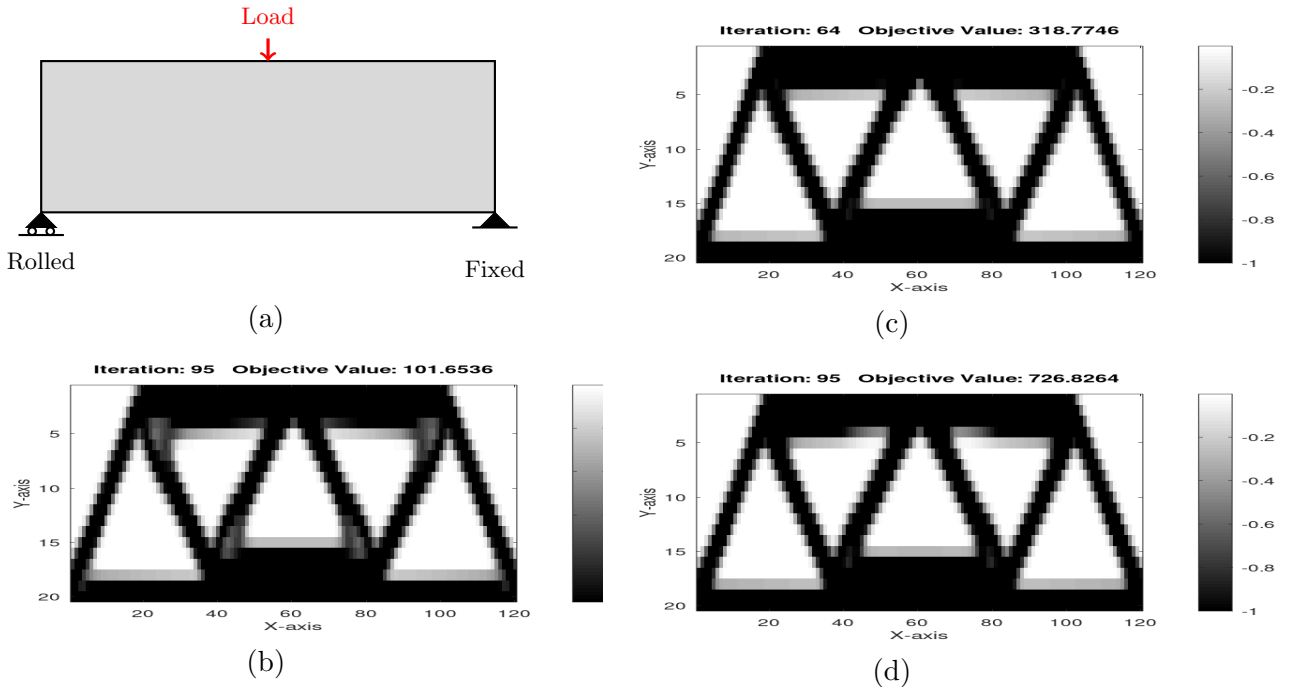 Load
Rolled
Fixed
(a)
Iteration: 64 Objective Value: 318.7746
5
10
15
20
Y-axis
20 40 60 80 100 120
X-axis
-0.2
-0.4
-0.6
-0.8
-1
(c)
Iteration: 95 Objective Value: 101.6536
5
10
15
20
Y-axis
20 40 60 80 100 120
X-axis
(b)
Iteration: 95 Objective Value: 726.8264
5
10
15
20
Y-axis
20 40 60 80 100 120
X-axis
-0.2
-0.4
-0.6
-0.8
-1
(d)